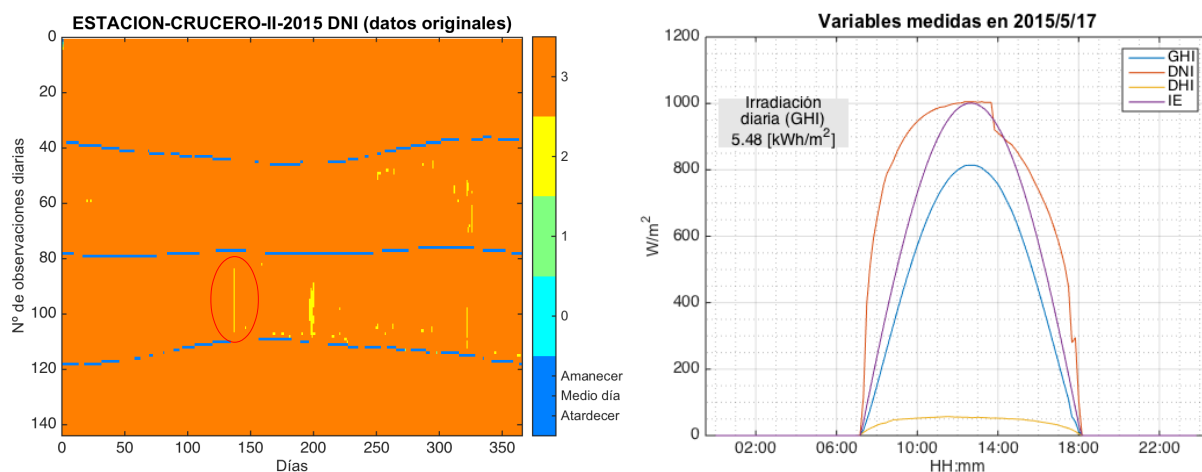 ESTACION-CRUCERO-II-2015 DNI (datos originales)
0
20
40
60
80
100
120
140
Nº de observaciones diarias
0
50
100
150
200
250
300
350
Días
3
2
1
0
Amanecer
Medio día
Atardecer
Variables medidas en 2015/5/17
1200
1000
800
600
400
200
0
W/m²
Irradiación
diaria (GHI)
5.48 [kWh/m²]
GHI
DNI
DHI
IE
02:00
06:00
10:00
14:00
18:00
22:00
HH:mm